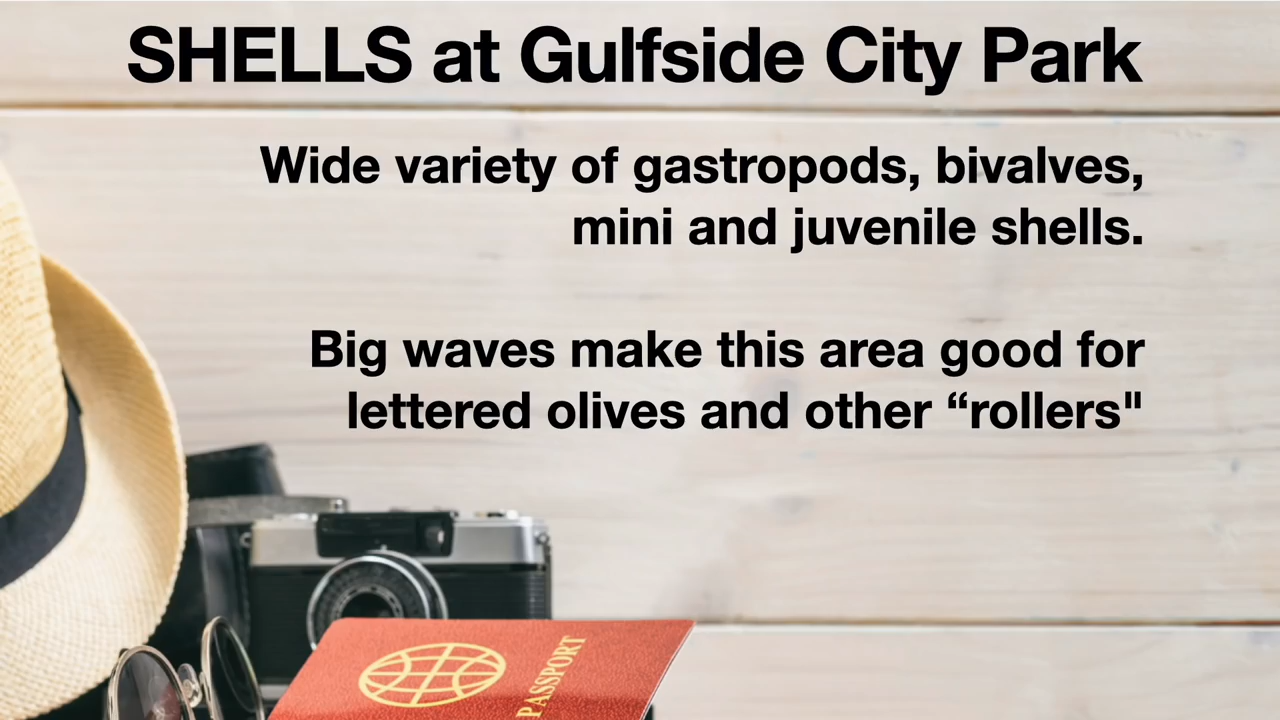 SHELLS at Gulfside City Park
Wide variety of gastropods, bivalves,
mini and juvenile shells.
Big waves make this area good for
lettered olives and other “rollers"
PASSPORT